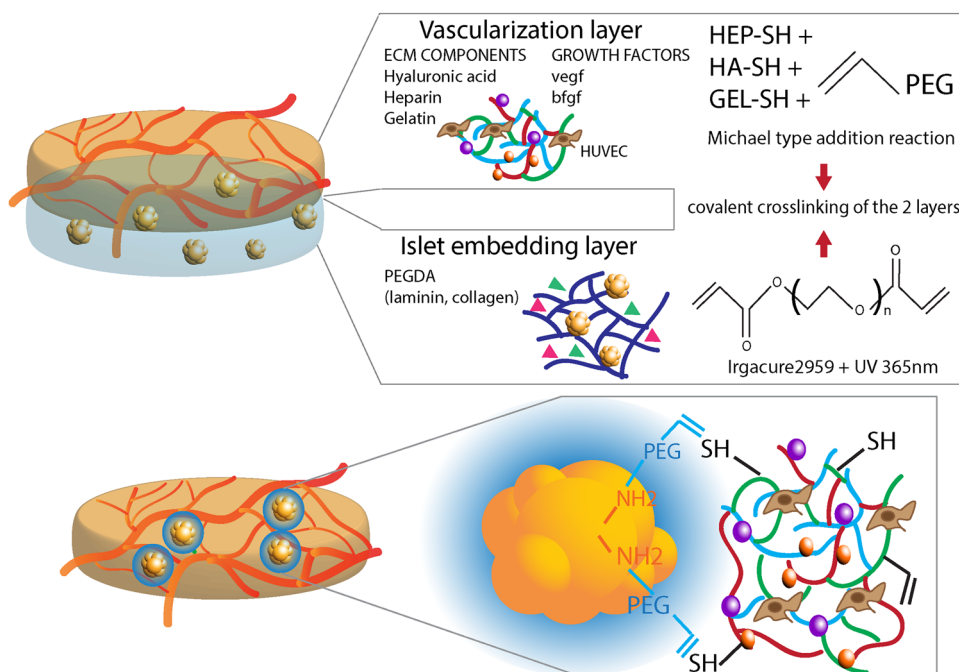 Vascularization layer
ECM COMPONENTS
Hyaluronic acid
Heparin
Gelatin
GROWTH FACTORS
vegf
bfgf
HUVEC
HEP-SH +
HA-SH +
GEL-SH +
PEG
Michael type addition reaction
covalent crosslinking of the 2 layers
Islet embedding layer
PEGDA
(laminin, collagen)
O
O
O
n
O
O
Irgacure2959 + UV 365nm
PEG
SH
SH
NH2
NH2
PEG
SH